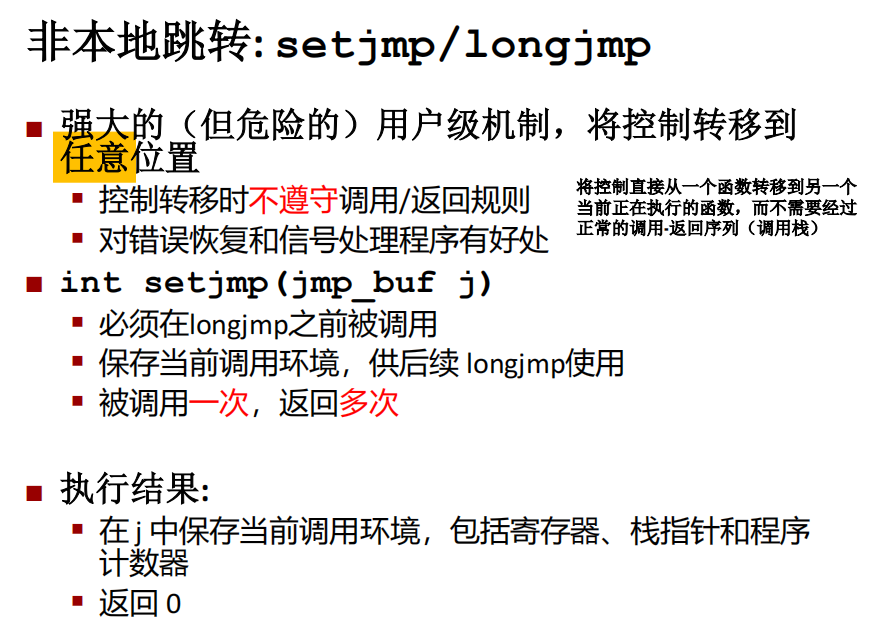 非本地跳转: setjmp/longjmp
强大的（但危险的）用户级机制，将控制转移到
任意位置
控制转移时不遵守调用/返回规则
对错误恢复和信号处理程序有好处
将控制直接从一个函数转移到另一个
当前正在执行的函数，而不需要经过
正常的调用-返回序列（调用栈）
int setjmp(jmp_buf j)
必须在longjmp之前被调用
保存当前调用环境，供后续 longjmp使用
被调用一次，返回多次
执行结果:
在 j 中保存当前调用环境，包括寄存器、栈指针和程序
计数器
返回 0